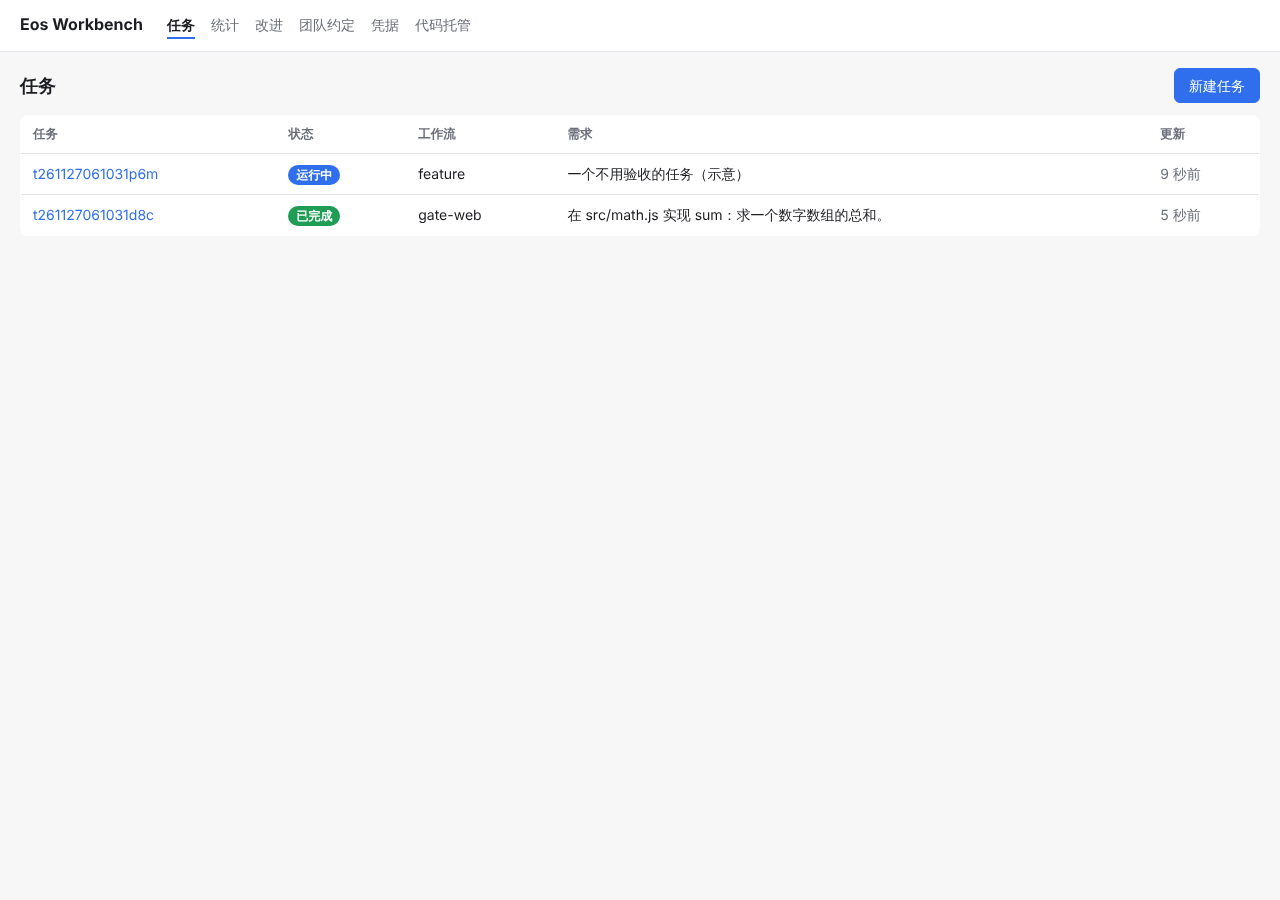 Eos Workbench 任务 统计 改进 团队约定 凭据 代码托管
任务 新建任务
任务 状态 工作流 需求 更新
t261127061031p6m 运行中 feature 一个不用验收的任务（示意） 9 秒前
t261127061031d8c 已完成 gate-web 在 src/math.js 实现 sum：求一个数字数组的总和。 5 秒前